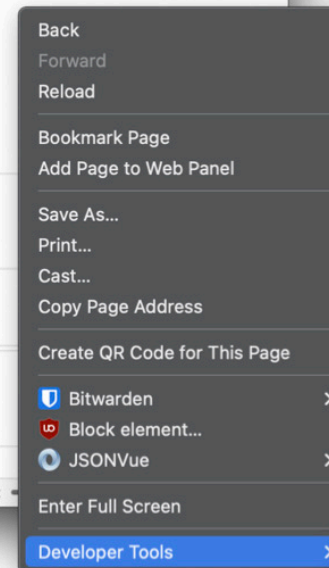 Back
Forward
Reload
Bookmark Page
Add Page to Web Panel
Save As...
Print...
Cast...
Copy Page Address
Create QR Code for This Page
Bitwarden
Block element...
JSONVue
Enter Full Screen
Developer Tools